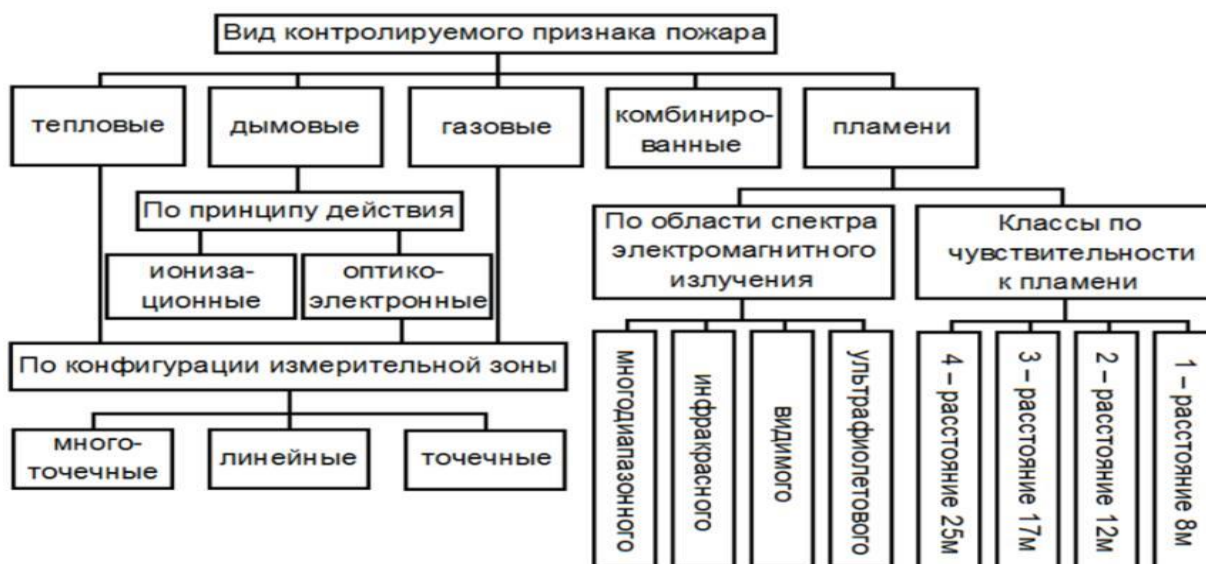 Вид контролируемого признака пожара
тепловые
дымовые
газовые
комбиниро-
ванные
пламени
По принципу действия
иониза-
ционные
оптико-
электронные
По конфигурации измерительной зоны
много-
точечные
линейные
точечные
По области спектра
электромагнитного
излучения
многодиапазонного
инфракрасного
видимого
ультрафиолетового
Классы по
чувствительности
к пламени
4 – расстояние 25м
3 – расстояние 17м
2 – расстояние 12м
1 – расстояние 8м